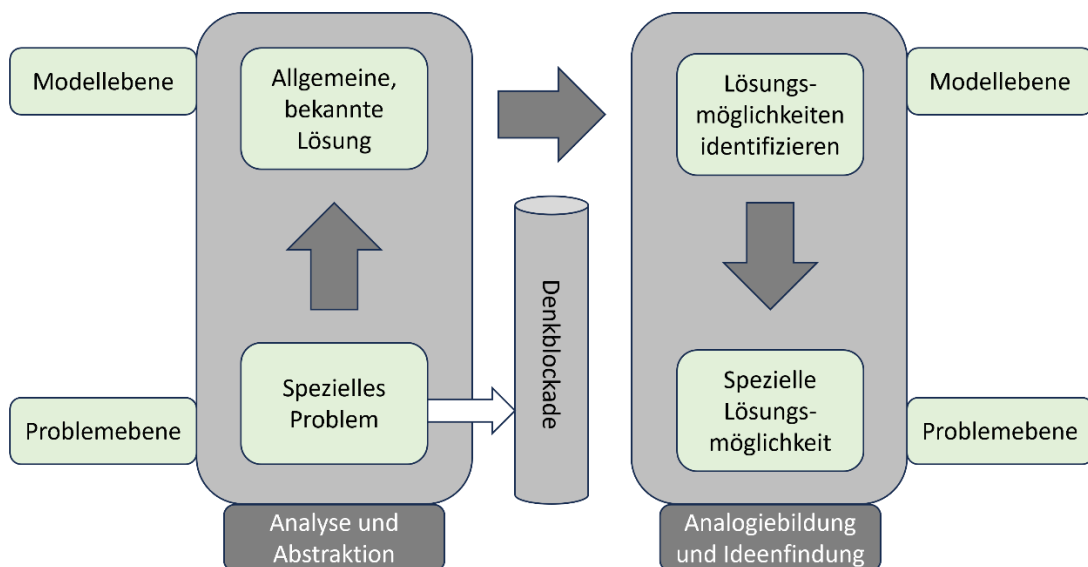 Modellebene
Allgemeine,
bekannte
Lösung
Lösungs-
möglichkeiten
identifizieren
Modellebene
Denkblockade
Problemebene
Spezielles
Problem
Spezielle
Lösungs-
möglichkeit
Problemebene
Analyse und
Abstraktion
Analogiebildung
und Ideenfindung